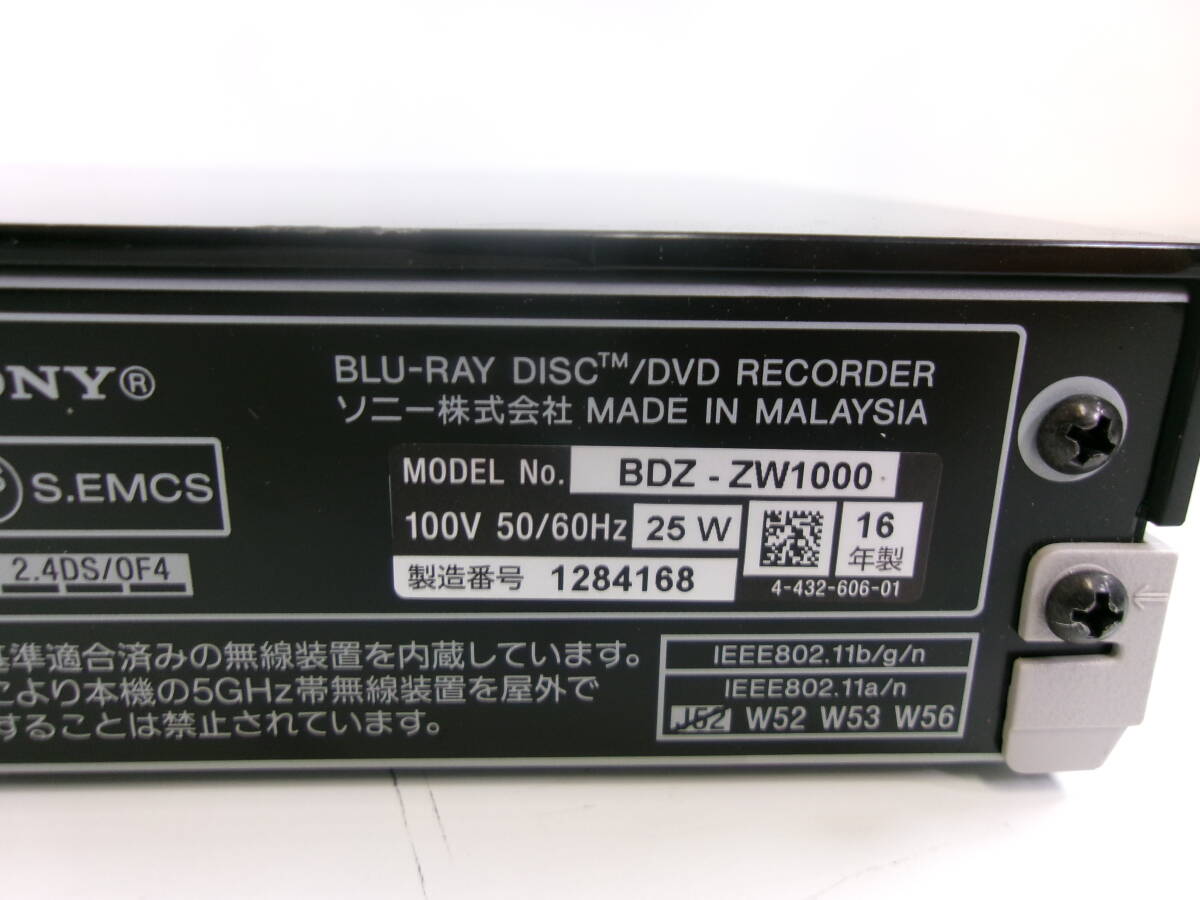 SONY®
BLU-RAY DISC™/DVD RECORDER
ソニー株式会社 MADE IN MALAYSIA
S.EMCS
MODEL No. BDZ - ZW1000
100V 50/60Hz 25 W
16
年製
製造番号 1284168
4-432-606-01
2.4DS/OF4
基準適合済みの無線装置を内蔵しています。
により本機の5GHz帯無線装置を屋外で
することは禁止されています。
IEEE802.11b/g/n
IEEE802.11a/n
J52 W52 W53 W56